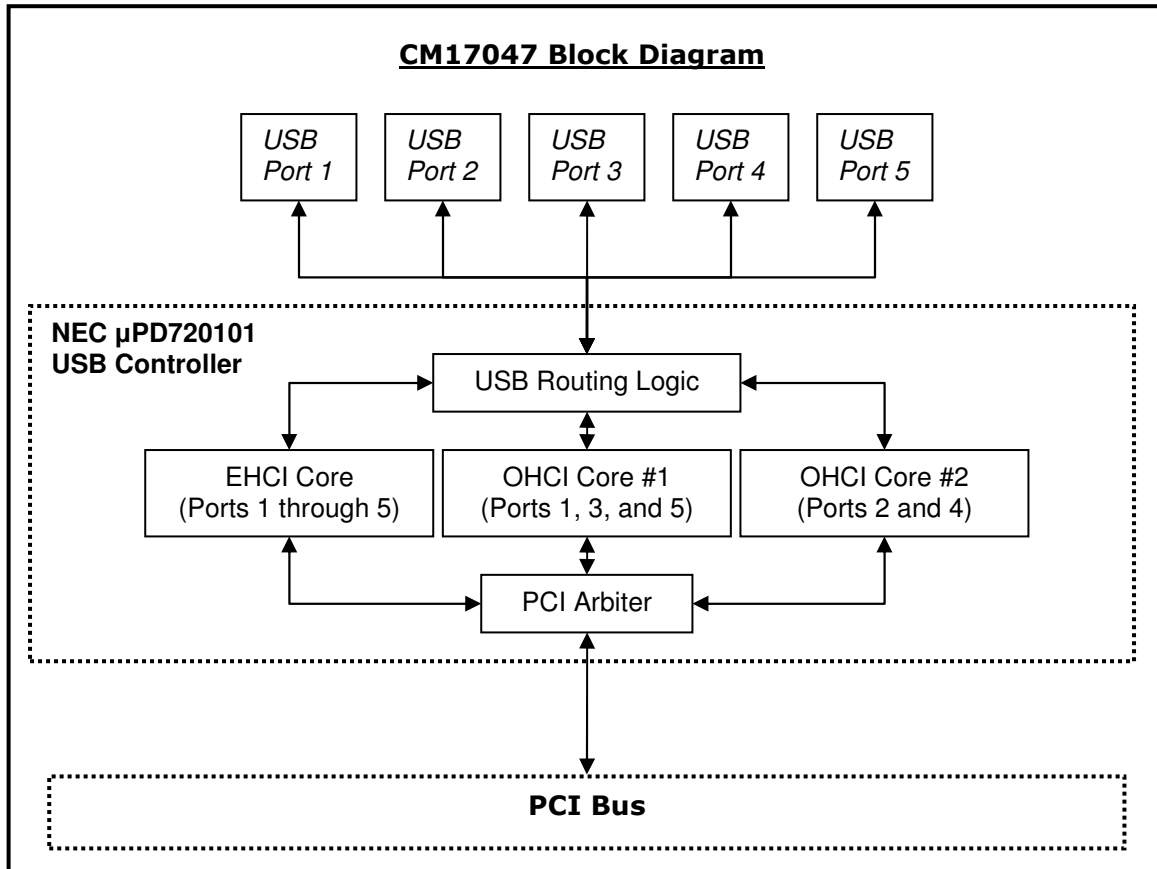 CM17047 Block Diagram
USB
Port 1
USB
Port 2
USB
Port 3
USB
Port 4
USB
Port 5
NEC µPD720101
USB Controller
USB Routing Logic
EHCI Core
(Ports 1 through 5)
OHCI Core #1
(Ports 1, 3, and 5)
OHCI Core #2
(Ports 2 and 4)
PCI Arbiter
PCI Bus